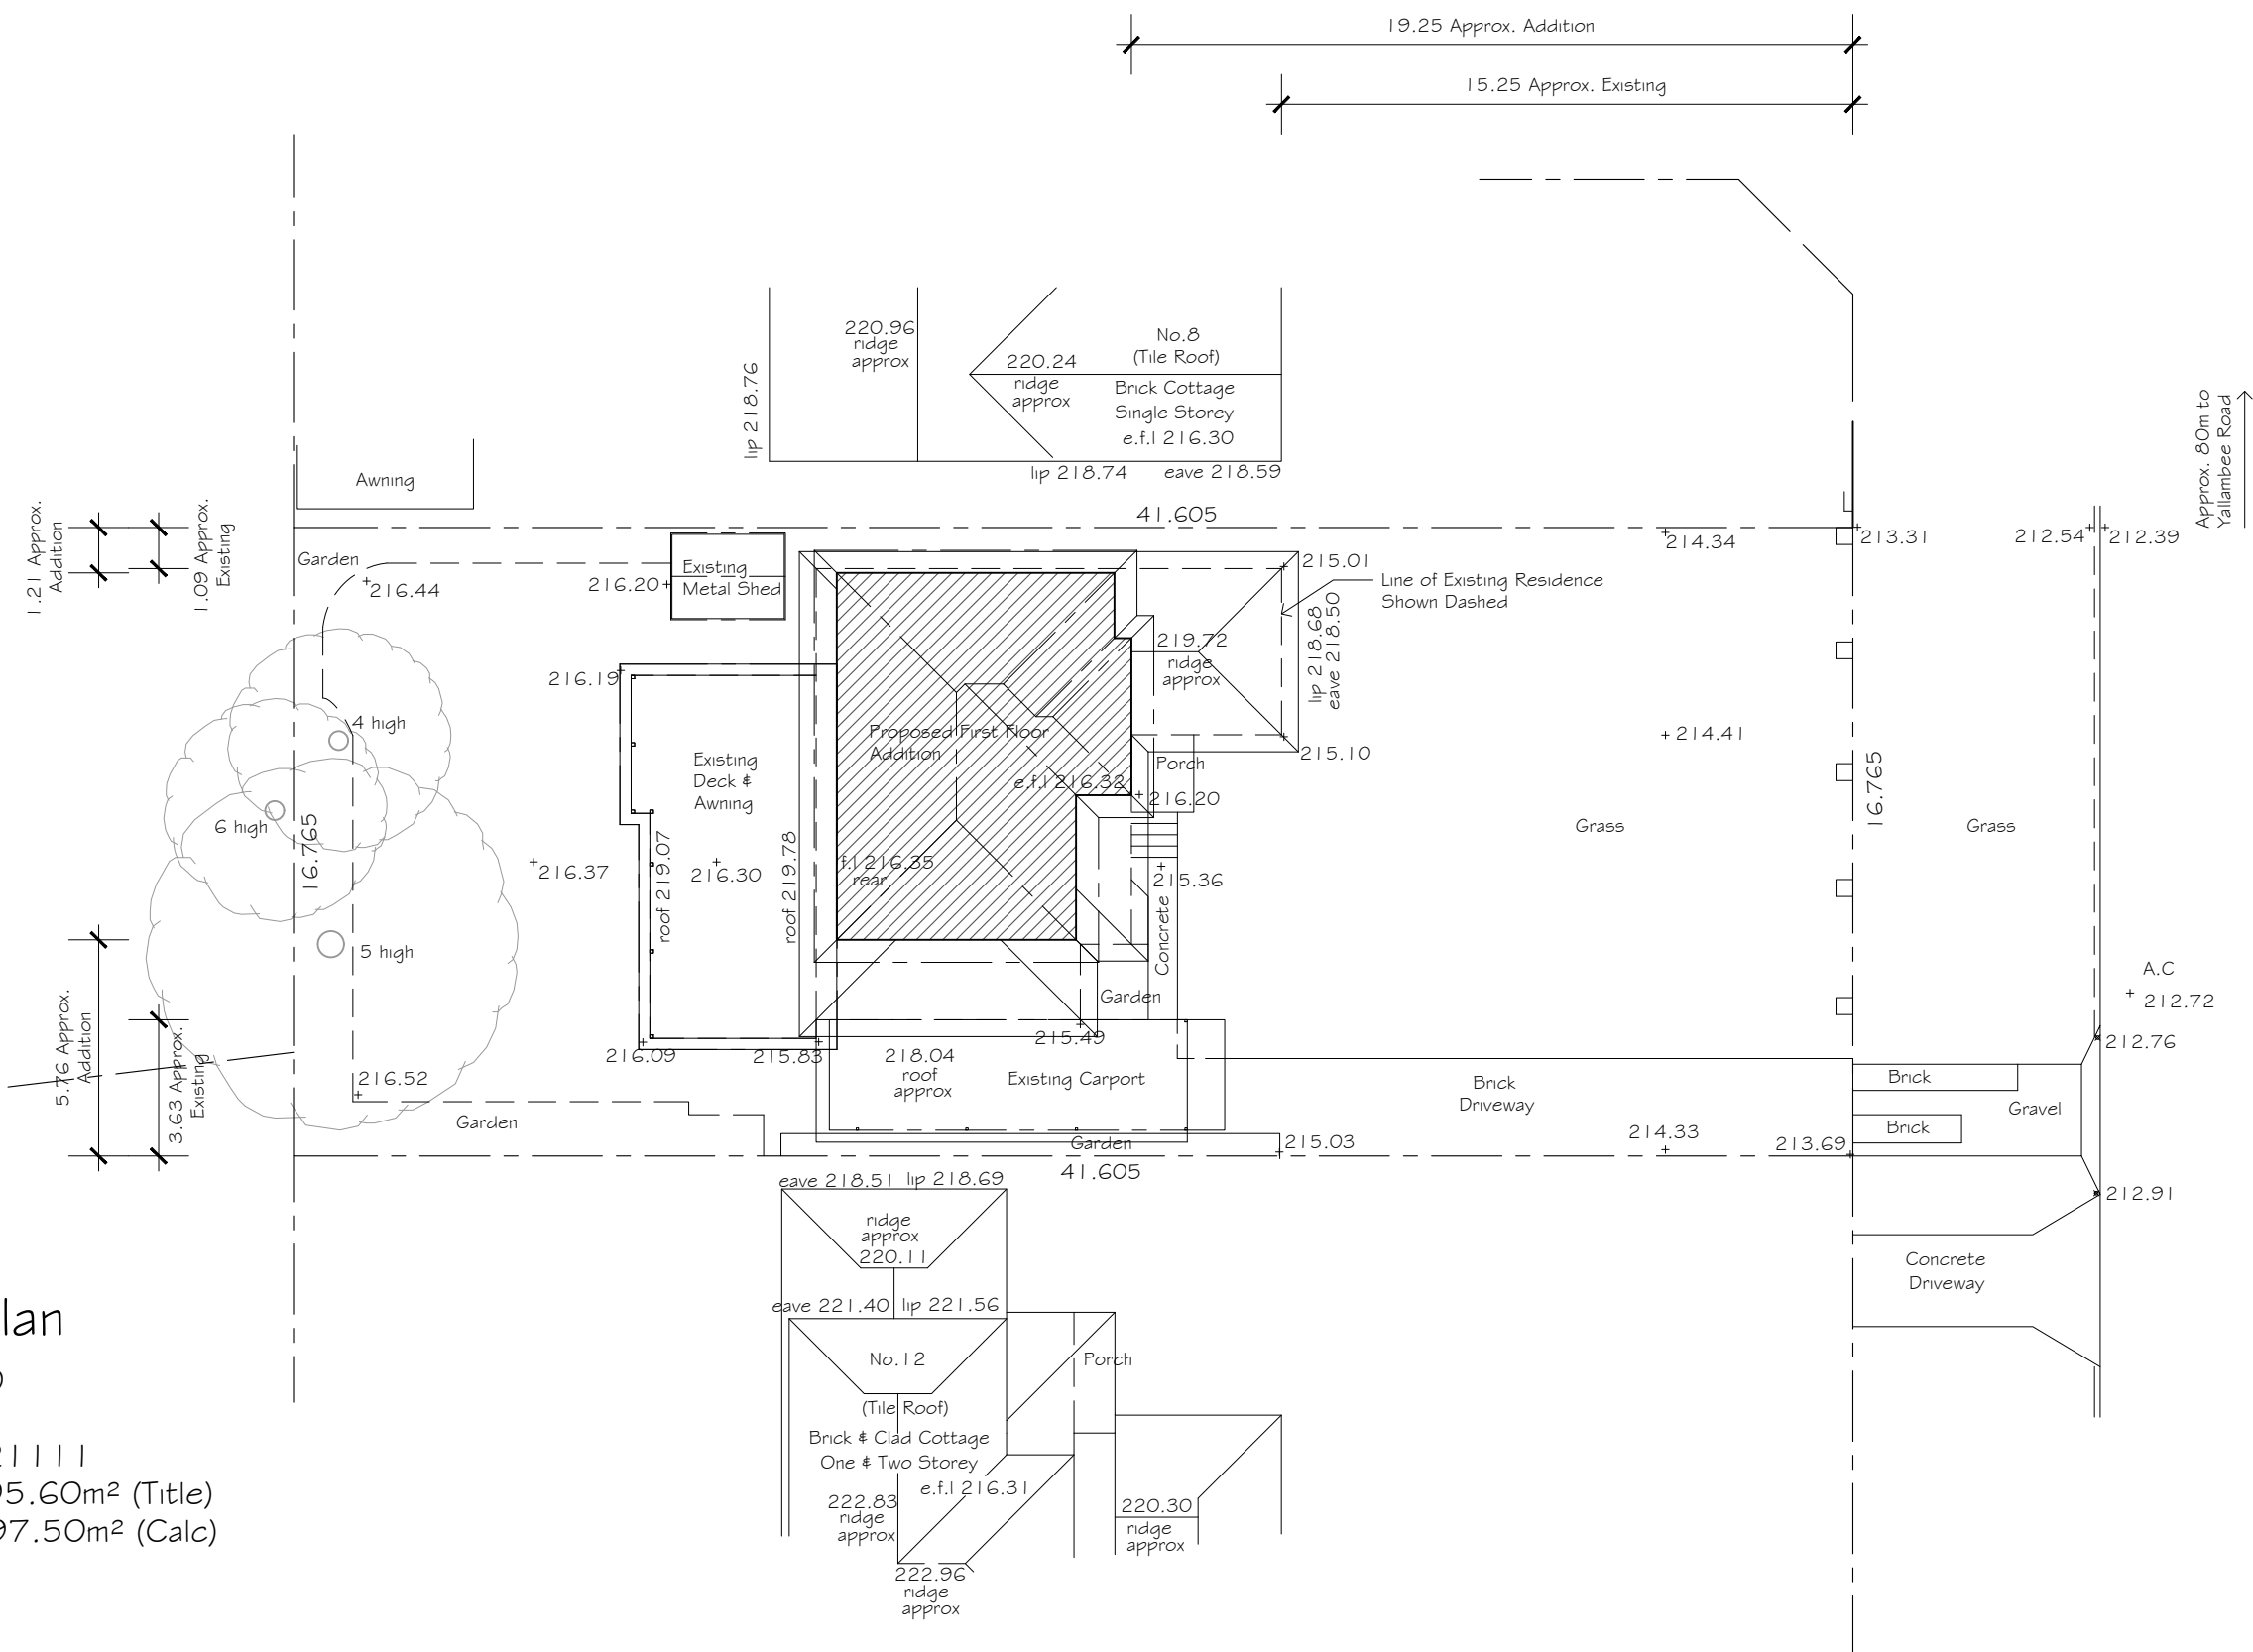 19.25 Approx. Addition
15.25 Approx. Existing
220.96
ridge
approx
No.8
(Tile Roof)
220.24
ridge
approx
Brick Cottage
Single Storey
e.f.l 216.30
lip 218.76
lip 218.74
eave 218.59
Approx. 80m to
Yallambee Road
Awning
41.605
1.21 Approx.
Addition
1.09 Approx.
Existing
Garden
216.44
216.20
Existing
Metal Shed
215.01
Line of Existing Residence
Shown Dashed
214.34
213.31
212.54
212.39
lip 218.68
eave 218.50
219.72
ridge
approx
216.19
4 high
Proposed First Floor
Addition
Existing
Deck &
Awning
e.f.l 216.32
Porch
215.10
214.41
216.20
6 high
16.765
16.765
Grass
Grass
216.37
roof 219.07
216.30
roof 219.78
f.l 216.35
rear
215.36
Concrete
5 high
Garden
A.C
212.72
5.76 Approx.
Addition
3.63 Approx.
Existing
216.09
215.83
218.04
roof
approx
215.49
Existing Carport
212.76
216.52
Garden
Brick
Driveway
Brick
Gravel
Brick
Garden
215.03
214.33
213.69
41.605
212.91
eave 218.51
lip 218.69
ridge
approx
220.11
Concrete
Driveway
eave 221.40
lip 221.56
No.12
Porch
(Tile Roof)
Brick & Clad Cottage
One & Two Storey
e.f.l 216.31
222.83
ridge
approx
220.30
ridge
approx
222.96
ridge
approx
lan
21111
95.60m² (Title)
97.50m² (Calc)